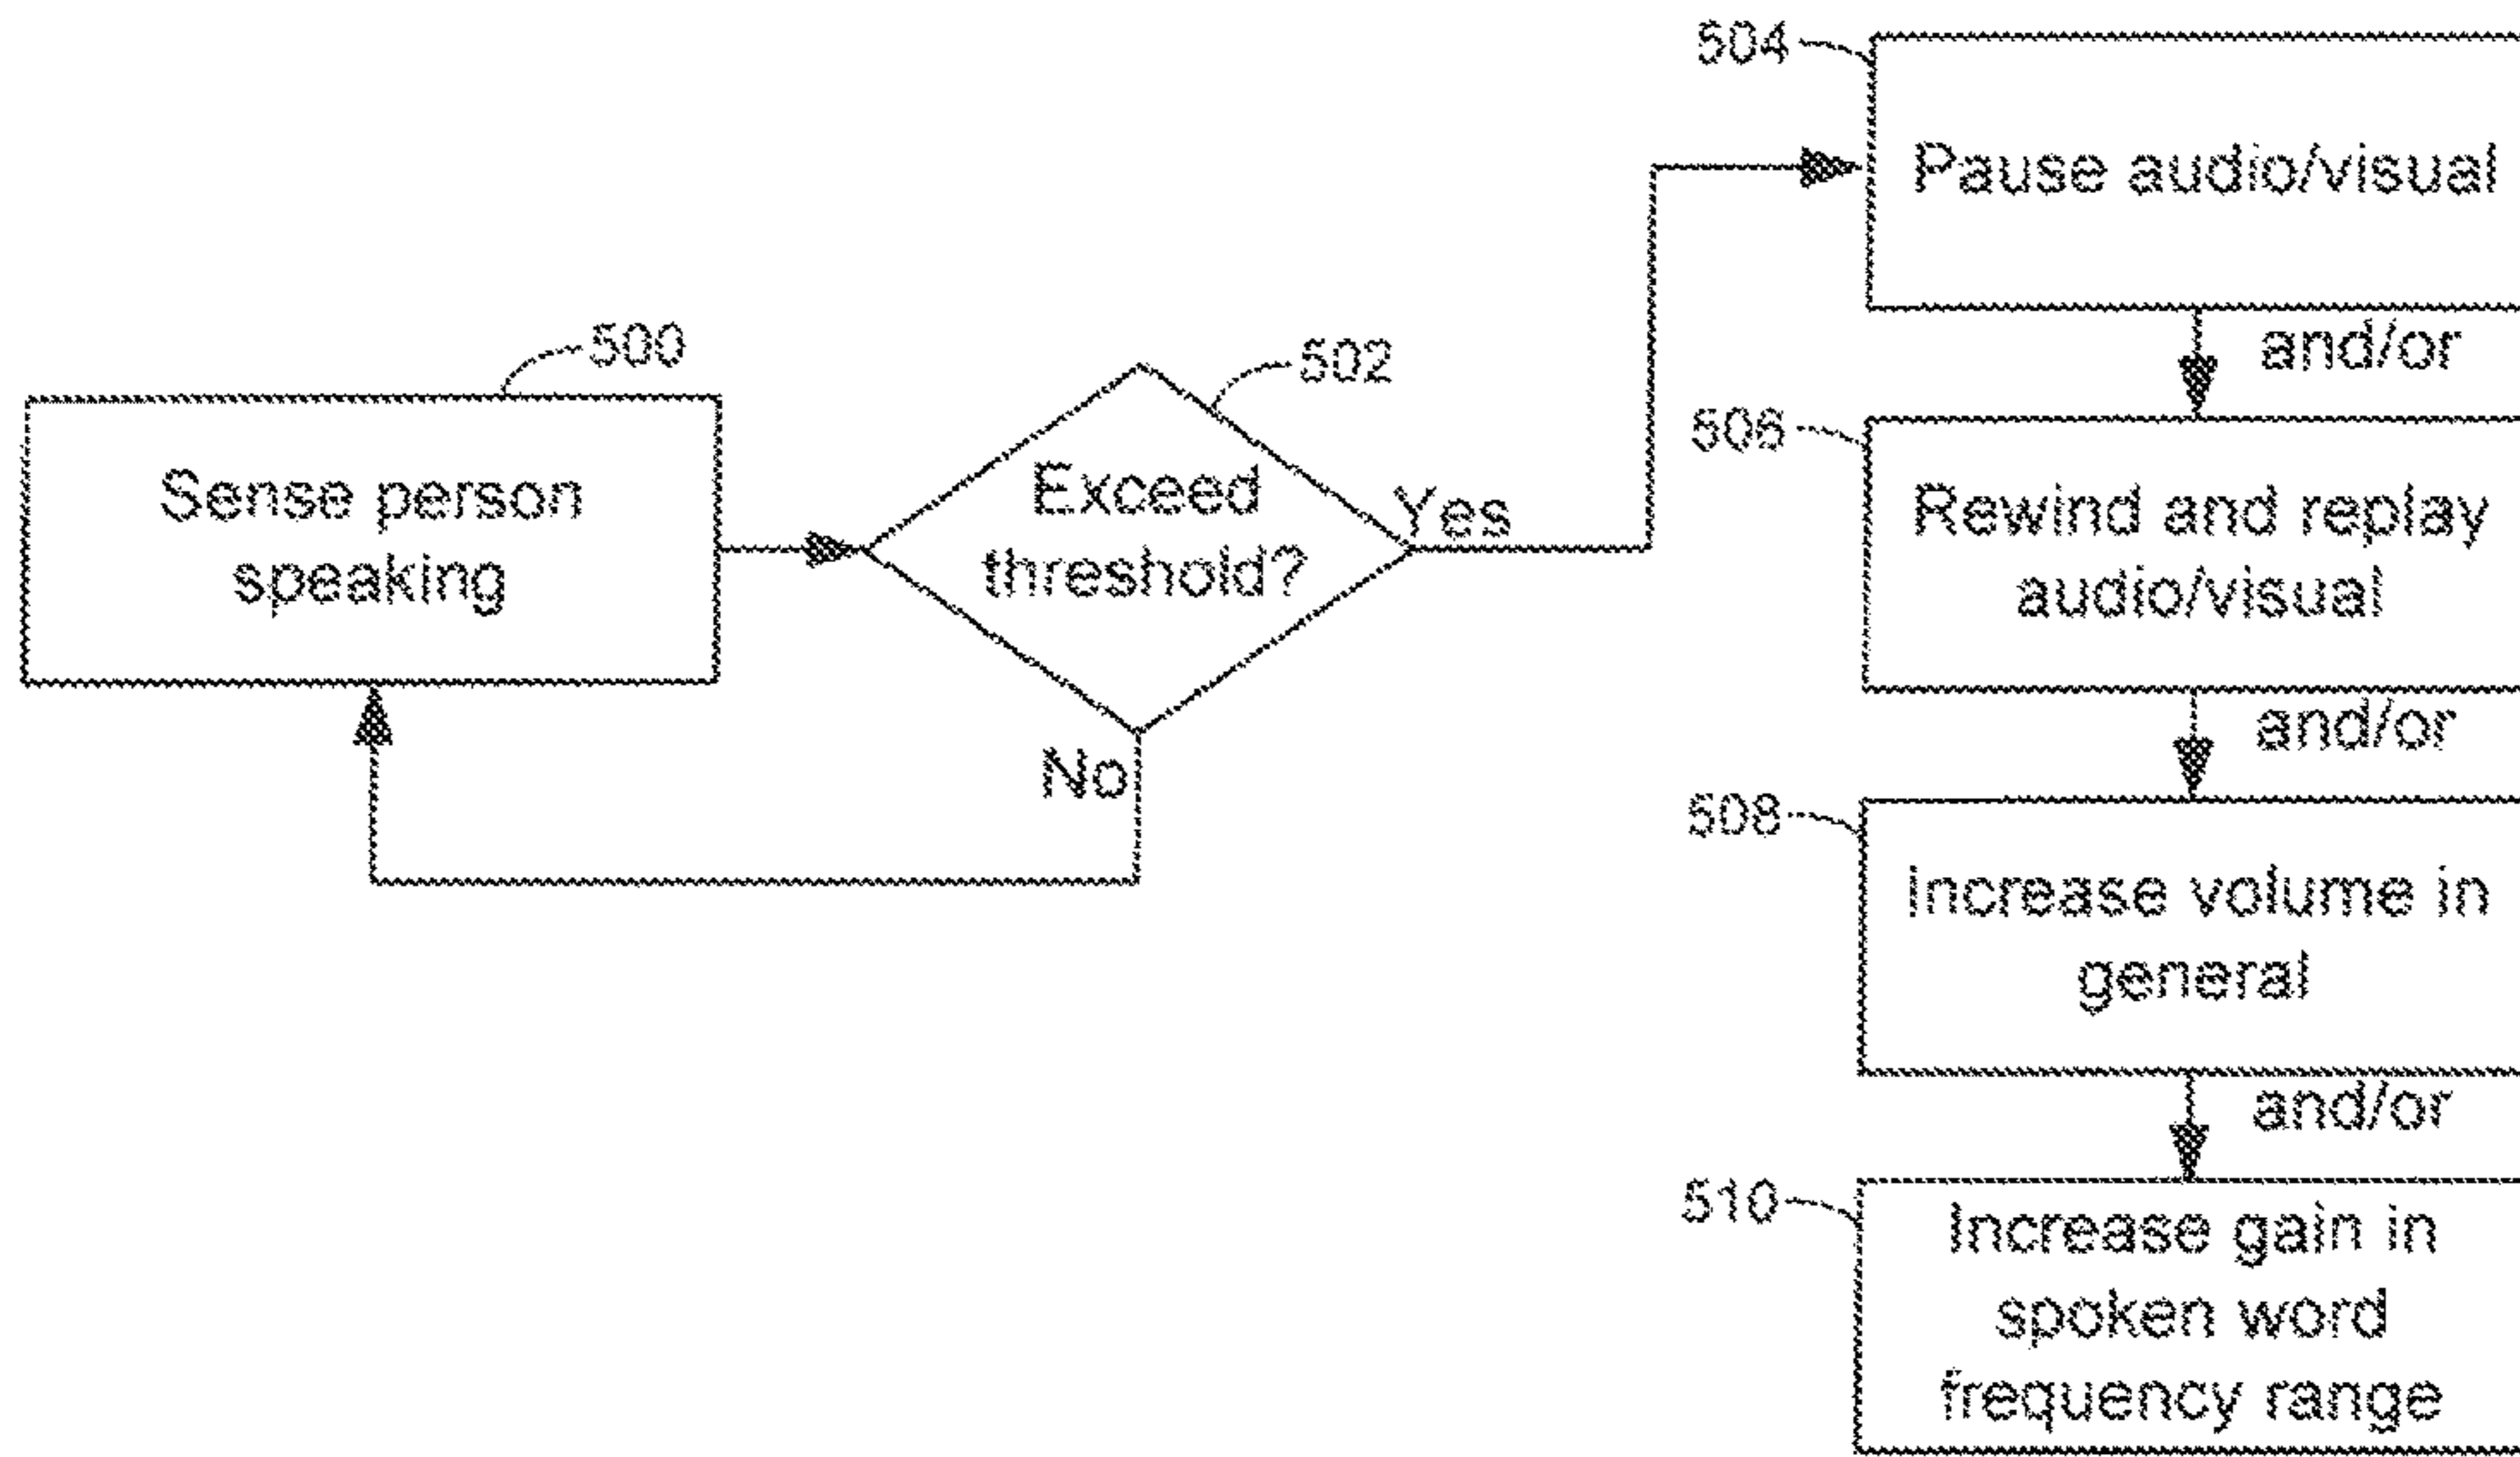 500
Sense person
speaking
502
Exceed
threshold?
Yes
No
504
Pause audio/visual
and/or
506
Rewind and replay
audio/visual
and/or
508
Increase volume in
general
and/or
510
Increase gain in
spoken word
frequency range